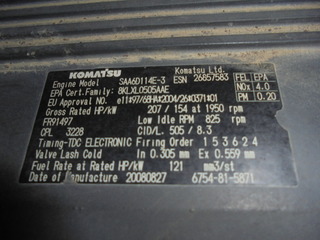 KOMATSU Komatsu Ltd.
Engine Model SAA6D114E-3 ESN 26857583 FEL EPA
EPA Cert.Family: 8KLXL0505AAE NOx 4.0
EU Approval NO. e11*97/68HA*2004/26*0371*01 PM 0.20
Gross HP/kW 207 / 154 at 1950 rpm
FR91497 Low Idle RPM 825 rpm
CPL 3228 CID/L. 505 / 8.3
Timing-TDC ELECTRONIC Firing Order 1 5 3 6 2 4
Valve Lash Cold In 0.305 mm Ex 0.559 mm
Fuel Rate at Rated HP/kW 121 mm3/st
Date of Manufacture 20080827 6754-81-5871